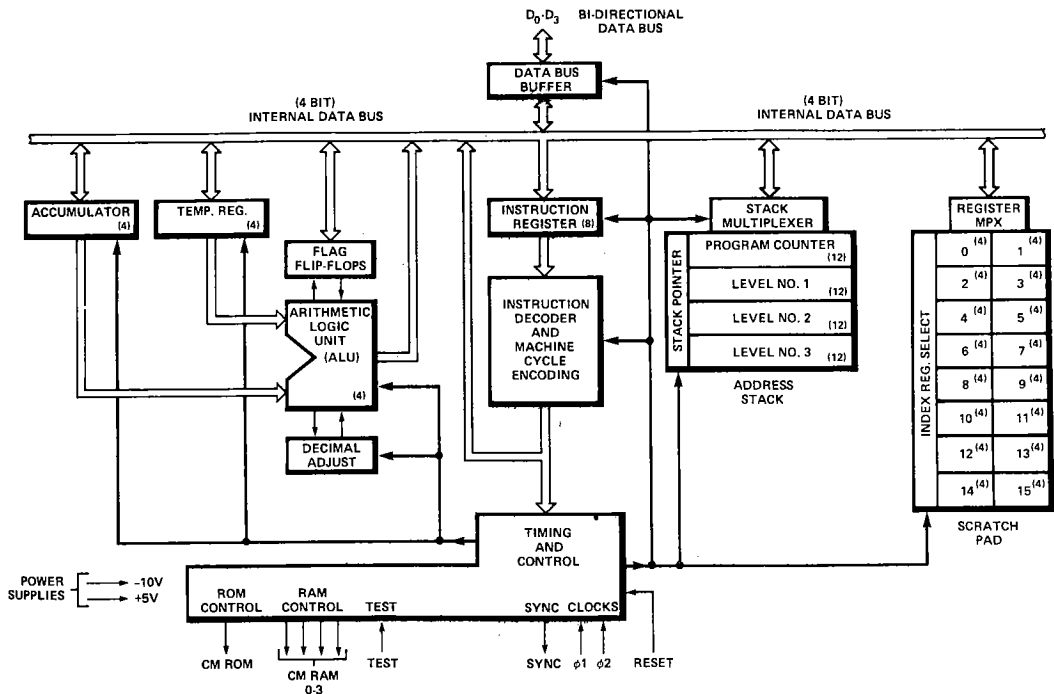 D0-D3 BI-DIRECTIONAL
DATA BUS
DATA BUS
BUFFER
(4 BIT)
INTERNAL DATA BUS
(4 BIT)
INTERNAL DATA BUS
ACCUMULATOR
(4)
TEMP. REG.
(4)
INSTRUCTION
REGISTER (8)
STACK
MULTIPLEXER
REGISTER
MPX
FLAG
FLIP-FLOPS
ARITHMETIC
LOGIC
UNIT
(ALU)
(4)
DECIMAL
ADJUST
INSTRUCTION
DECODER
AND
MACHINE
CYCLE
ENCODING
STACK POINTER
PROGRAM COUNTER
(12)
LEVEL NO. 1
(12)
LEVEL NO. 2
(12)
LEVEL NO. 3
(12)
ADDRESS
STACK
INDEX REG. SELECT
0(4) 1(4)
2(4) 3(4)
4(4) 5(4)
6(4) 7(4)
8(4) 9(4)
10(4) 11(4)
12(4) 13(4)
14(4) 15(4)
SCRATCH
PAD
TIMING
AND
CONTROL
POWER
SUPPLIES
-10V
+5V
ROM
CONTROL
RAM
CONTROL
TEST
SYNC
CLOCKS
CM ROM
CM RAM
0-3
TEST
SYNC
φ1
φ2
RESET